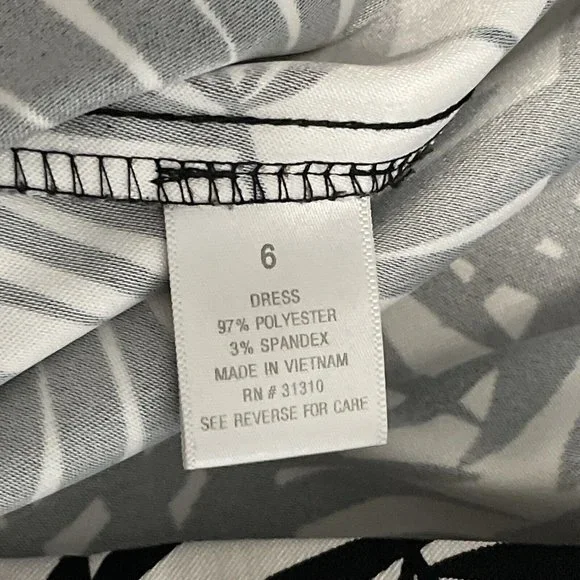 6
DRESS
97% POLYESTER
3% SPANDEX
MADE IN VIETNAM
RN # 31310
SEE REVERSE FOR CARE